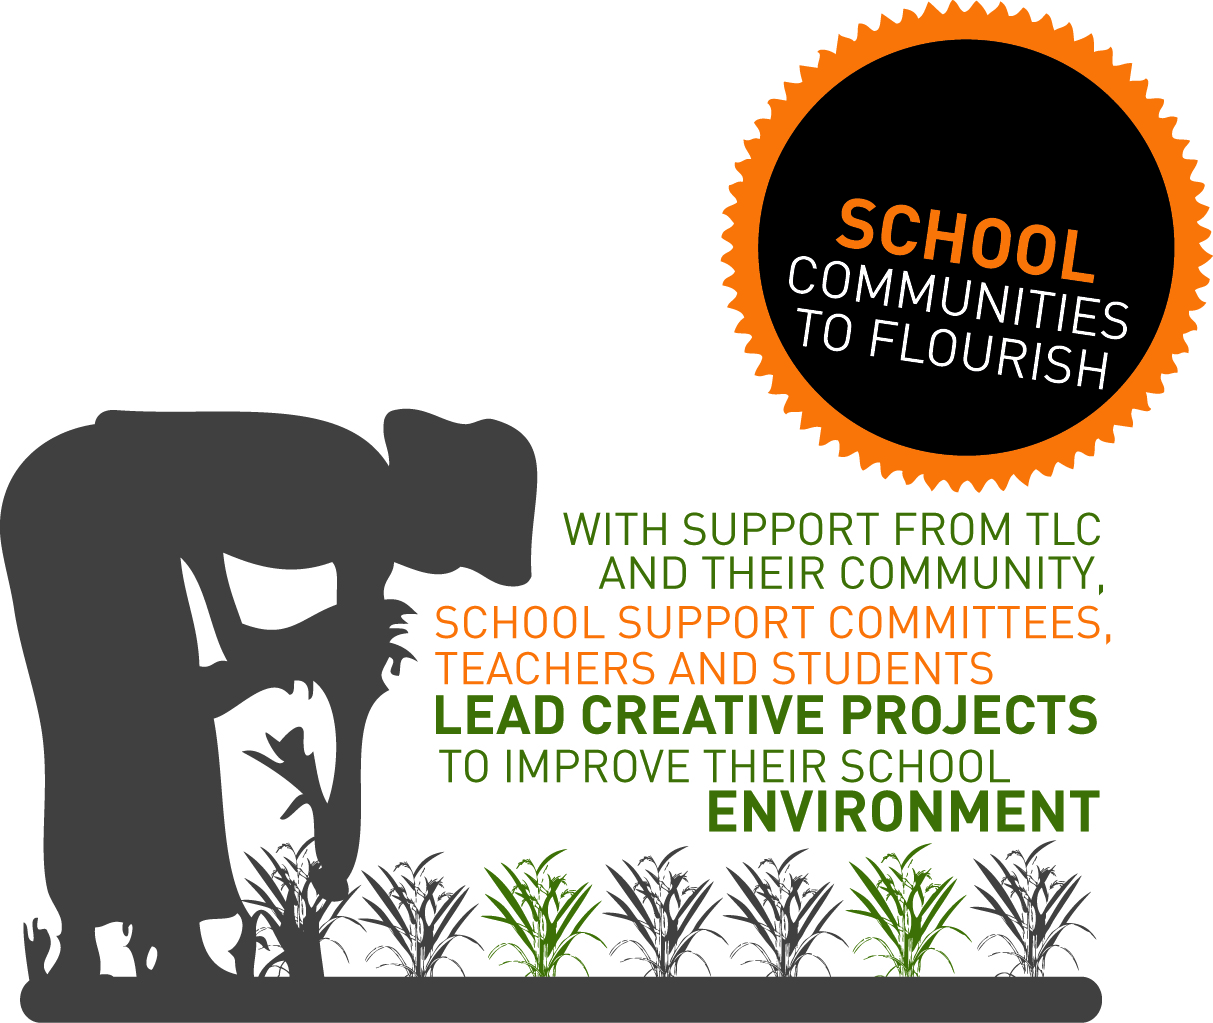 SCHOOL
COMMUNITIES
TO FLOURISH
WITH SUPPORT FROM TLC
AND THEIR COMMUNITY,
SCHOOL SUPPORT COMMITTEES,
TEACHERS AND STUDENTS
LEAD CREATIVE PROJECTS
TO IMPROVE THEIR SCHOOL
ENVIRONMENT